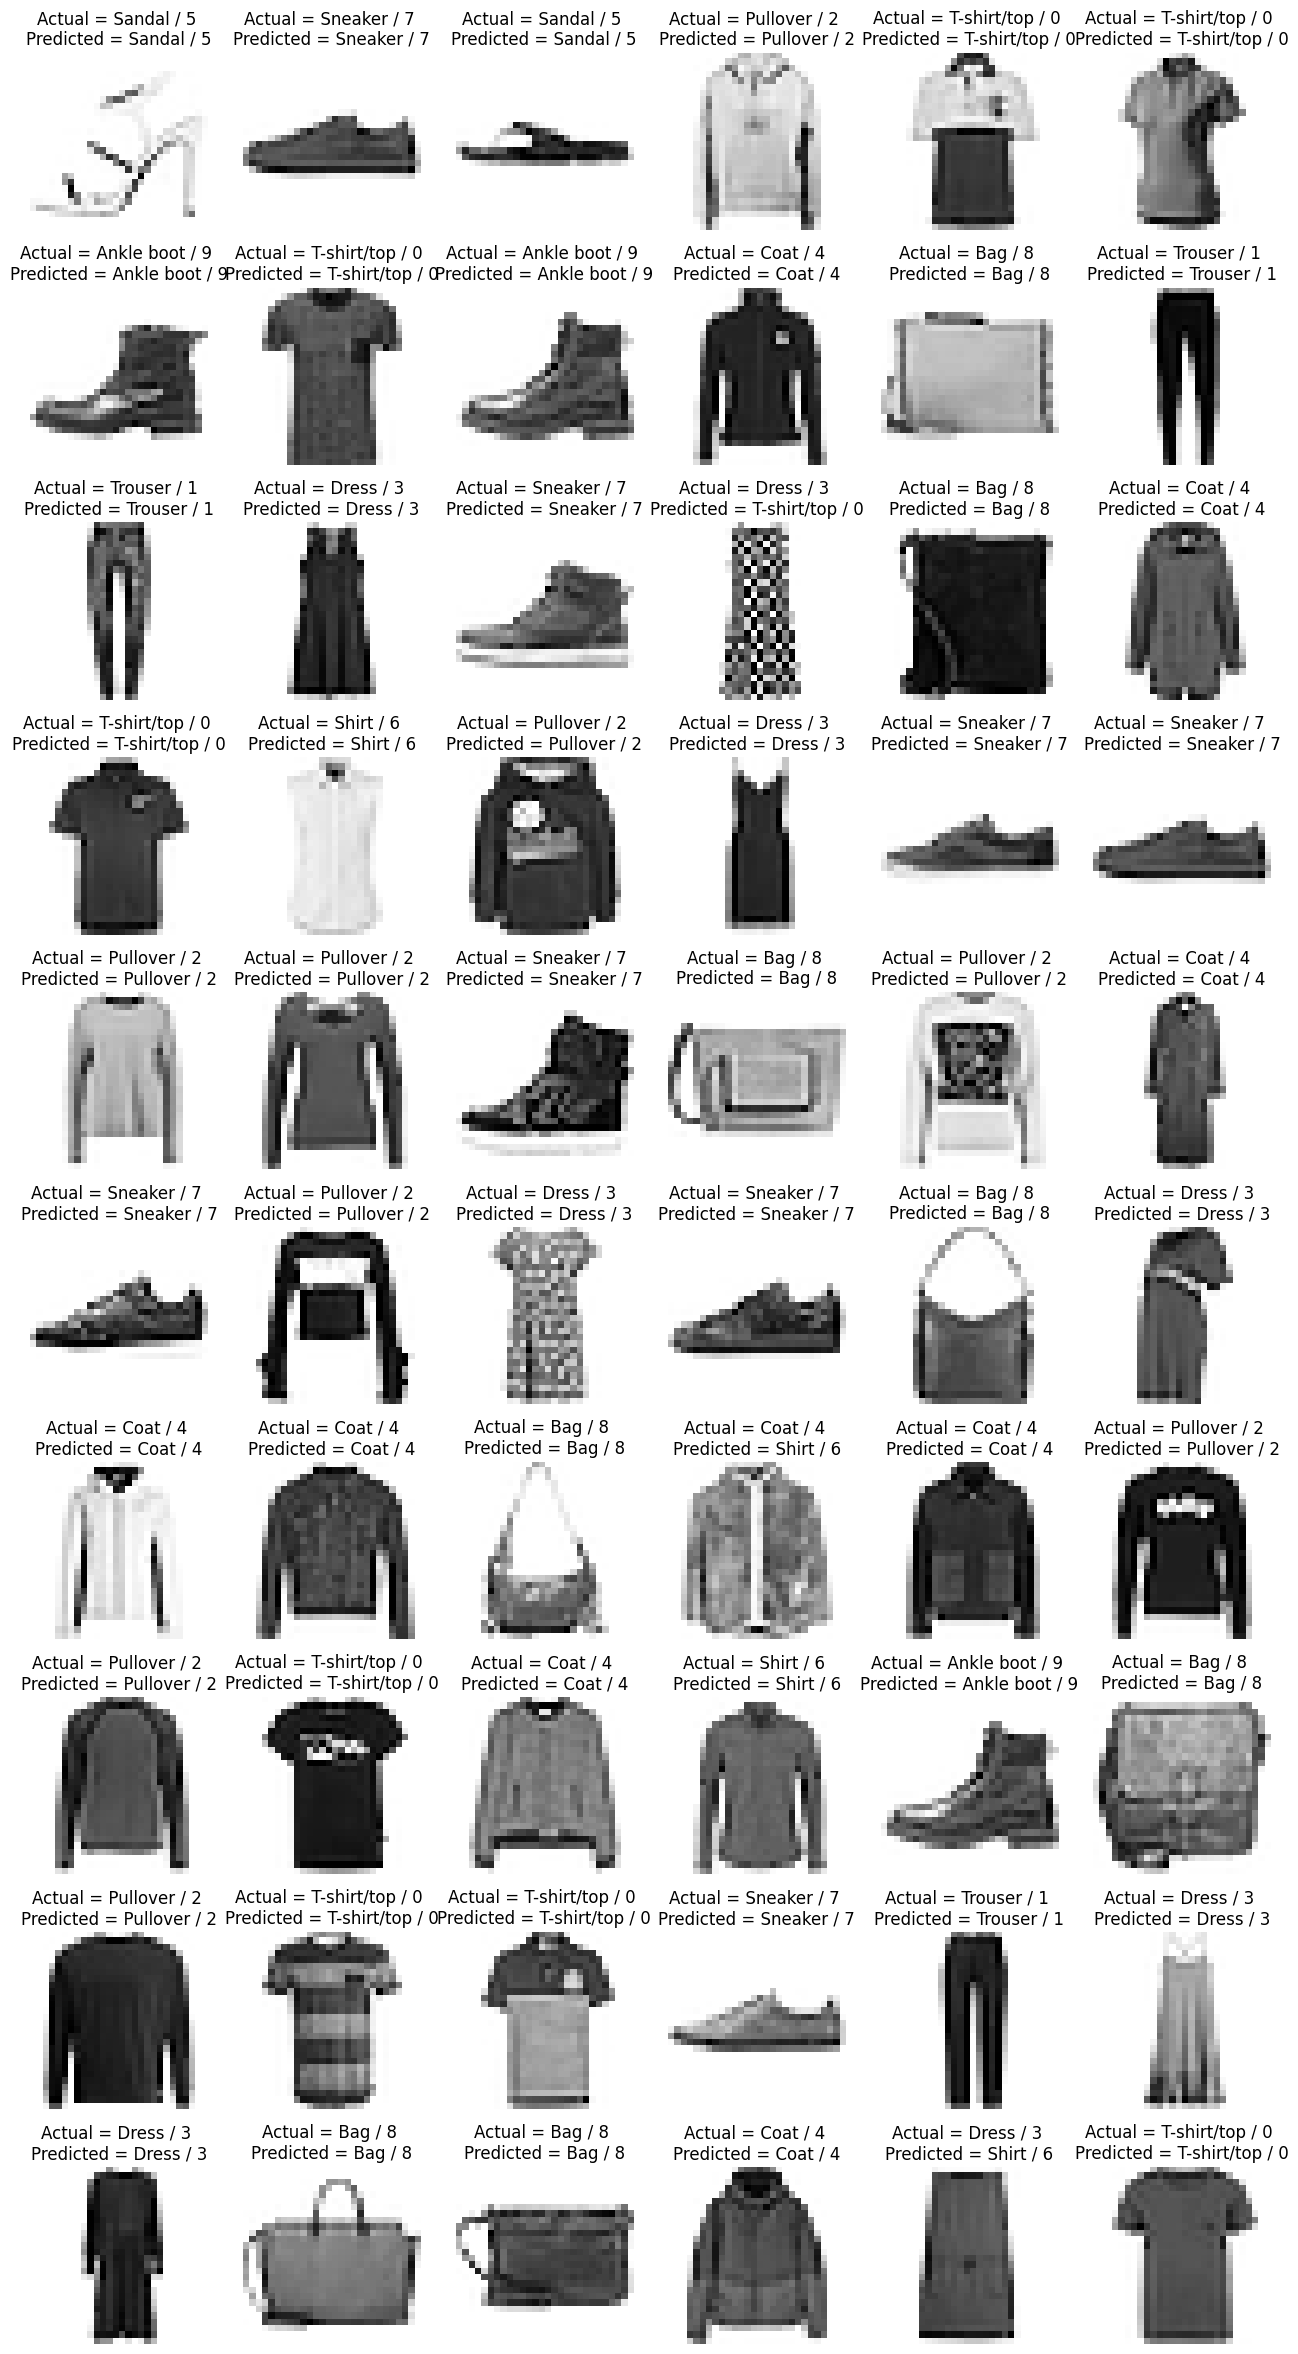 Actual = Sandal / 5
Predicted = Sandal / 5
Actual = Sneaker / 7
Predicted = Sneaker / 7
Actual = Sandal / 5
Predicted = Sandal / 5
Actual = Pullover / 2
Predicted = Pullover / 2
Actual = T-shirt/top / 0
Predicted = T-shirt/top / 0
Actual = T-shirt/top / 0
Predicted = T-shirt/top / 0
Actual = Ankle boot / 9
Predicted = Ankle boot / 9
Actual = T-shirt/top / 0
Predicted = T-shirt/top / 0
Actual = Ankle boot / 9
Predicted = Ankle boot / 9
Actual = Coat / 4
Predicted = Coat / 4
Actual = Bag / 8
Predicted = Bag / 8
Actual = Trouser / 1
Predicted = Trouser / 1
Actual = Trouser / 1
Predicted = Trouser / 1
Actual = Dress / 3
Predicted = Dress / 3
Actual = Sneaker / 7
Predicted = Sneaker / 7
Actual = Dress / 3
Predicted = T-shirt/top / 0
Actual = Bag / 8
Predicted = Bag / 8
Actual = Coat / 4
Predicted = Coat / 4
Actual = T-shirt/top / 0
Predicted = T-shirt/top / 0
Actual = Shirt / 6
Predicted = Shirt / 6
Actual = Pullover / 2
Predicted = Pullover / 2
Actual = Dress / 3
Predicted = Dress / 3
Actual = Sneaker / 7
Predicted = Sneaker / 7
Actual = Sneaker / 7
Predicted = Sneaker / 7
Actual = Pullover / 2
Predicted = Pullover / 2
Actual = Pullover / 2
Predicted = Pullover / 2
Actual = Sneaker / 7
Predicted = Sneaker / 7
Actual = Bag / 8
Predicted = Bag / 8
Actual = Pullover / 2
Predicted = Pullover / 2
Actual = Coat / 4
Predicted = Coat / 4
Actual = Sneaker / 7
Predicted = Sneaker / 7
Actual = Pullover / 2
Predicted = Pullover / 2
Actual = Dress / 3
Predicted = Dress / 3
Actual = Sneaker / 7
Predicted = Sneaker / 7
Actual = Bag / 8
Predicted = Bag / 8
Actual = Dress / 3
Predicted = Dress / 3
Actual = Coat / 4
Predicted = Coat / 4
Actual = Coat / 4
Predicted = Coat / 4
Actual = Bag / 8
Predicted = Bag / 8
Actual = Coat / 4
Predicted = Shirt / 6
Actual = Coat / 4
Predicted = Coat / 4
Actual = Pullover / 2
Predicted = Pullover / 2
Actual = Pullover / 2
Predicted = Pullover / 2
Actual = T-shirt/top / 0
Predicted = T-shirt/top / 0
Actual = Coat / 4
Predicted = Coat / 4
Actual = Shirt / 6
Predicted = Shirt / 6
Actual = Ankle boot / 9
Predicted = Ankle boot / 9
Actual = Bag / 8
Predicted = Bag / 8
Actual = Pullover / 2
Predicted = Pullover / 2
Actual = T-shirt/top / 0
Predicted = T-shirt/top / 0
Actual = T-shirt/top / 0
Predicted = T-shirt/top / 0
Actual = Sneaker / 7
Predicted = Sneaker / 7
Actual = Trouser / 1
Predicted = Trouser / 1
Actual = Dress / 3
Predicted = Dress / 3
Actual = Dress / 3
Predicted = Dress / 3
Actual = Bag / 8
Predicted = Bag / 8
Actual = Bag / 8
Predicted = Bag / 8
Actual = Coat / 4
Predicted = Coat / 4
Actual = Dress / 3
Predicted = Shirt / 6
Actual = T-shirt/top / 0
Predicted = T-shirt/top / 0